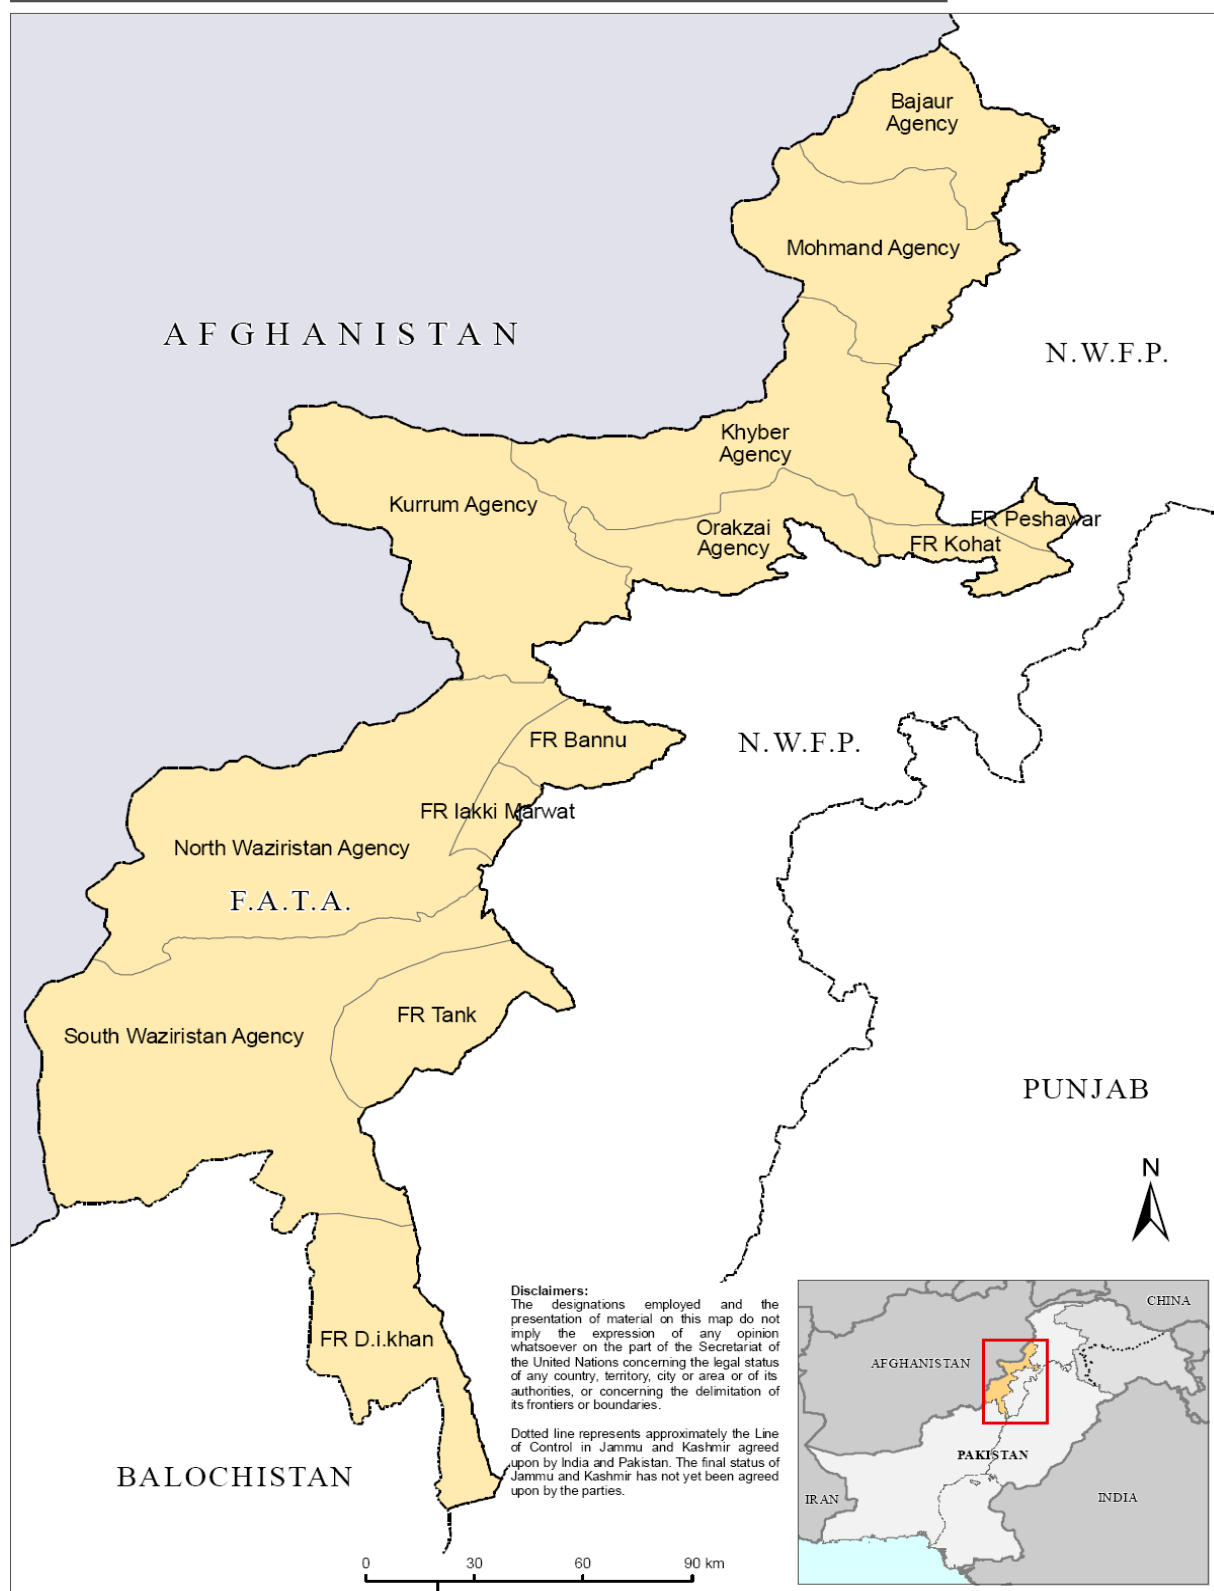 Bajaur
Agency
Mohmand Agency
AFGHANISTAN
N.W.F.P.
Khyber
Agency
Kurrum Agency
Orakzai
Agency
FR Peshawar
FR Kohat
FR Bannu
N.W.F.P.
FR lakki Marwat
North Waziristan Agency
F.A.T.A.
FR Tank
South Waziristan Agency
PUNJAB
N
FR D.i.khan
BALOCHISTAN
Disclaimers:
The designations employed and the
presentation of material on this map do not
imply the expression of any opinion
whatsoever on the part of the Secretariat of
the United Nations concerning the legal status
of any country, territory, city or area or of its
authorities, or concerning the delimitation of
its frontiers or boundaries.
Dotted line represents approximately the Line
of Control in Jammu and Kashmir agreed
upon by India and Pakistan. The final status of
Jammu and Kashmir has not yet been agreed
upon by the parties.
CHINA
AFGHANISTAN
PAKISTAN
IRAN
INDIA
0 30 60 90 km